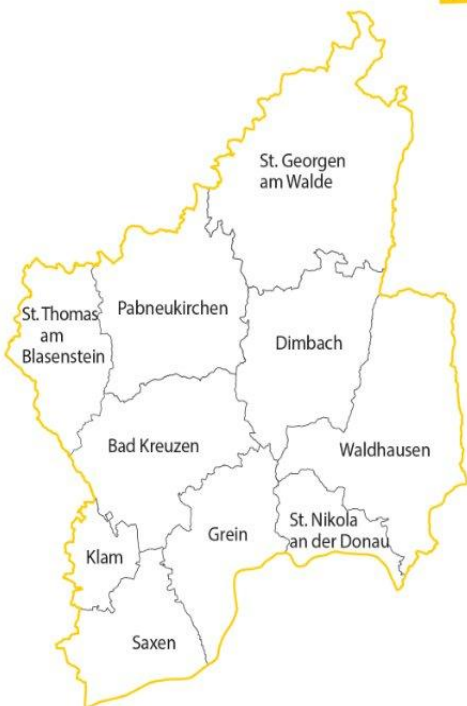 St. Georgen
am Walde
Pabneukirchen
St. Thomas
am
Blasenstein
Dimbach
Bad Kreuzen
Waldhausen
Grein
St. Nikola
an der Donau
Klam
Saxen